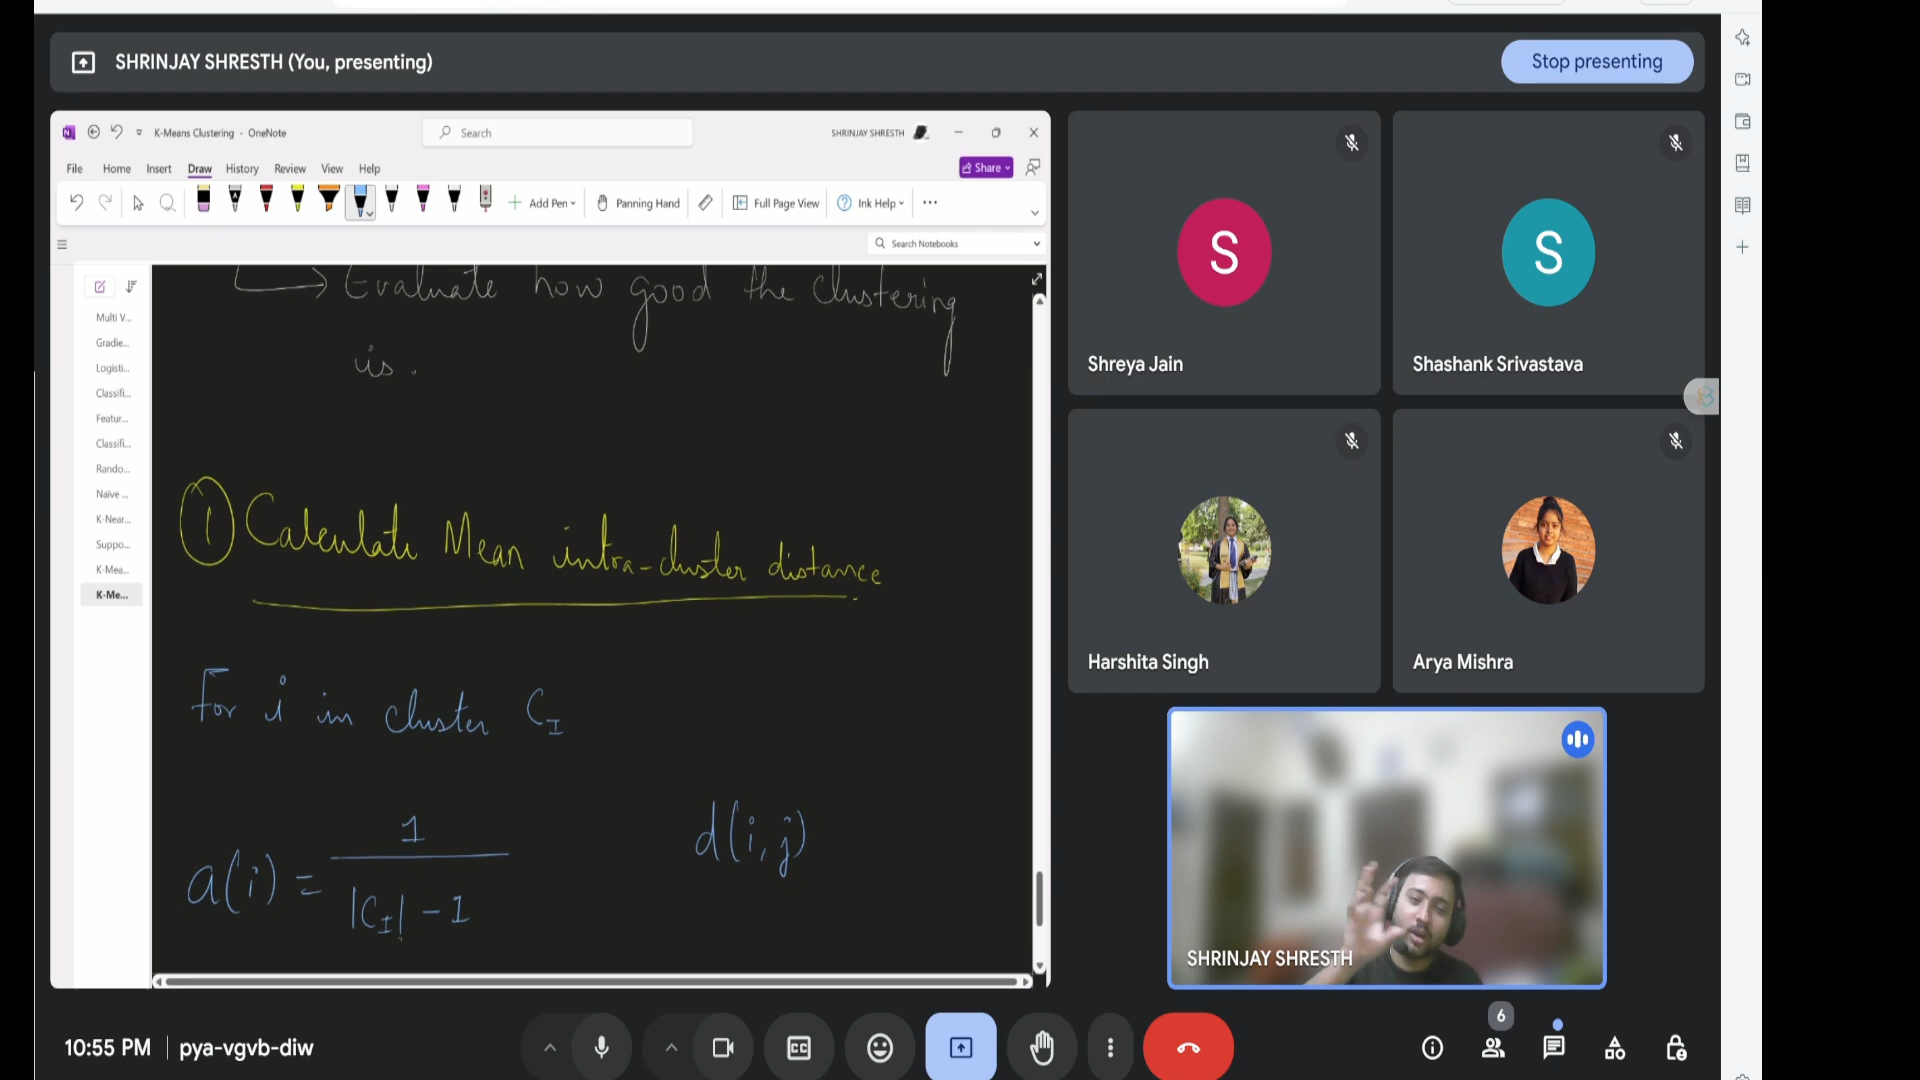 SHRINJAY SHRESTH (You, presenting)
Stop presenting
K-Means Clustering - OneNote
Search
SHRINJAY SHRESTH
File Home Insert Draw History Review View Help
Share
Add Pen
Panning Hand
Full Page View
Ink Help
Search Notebooks
Multi V...
Gradie...
Logisti...
Classifi...
Featur...
Classifi...
Rando...
Naive ...
K-Near...
Suppo...
K-Mea...
K-Me...
Evaluate how good the clustering
is.
① Calculate Mean intra-cluster distance
For i in cluster C_I
a(i) = 1 / |C_I| - 1 d(i,j)
S
Shreya Jain
S
Shashank Srivastava
Harshita Singh
Arya Mishra
SHRINJAY SHRESTH
10:55 PM | pya-vgvb-diw
6